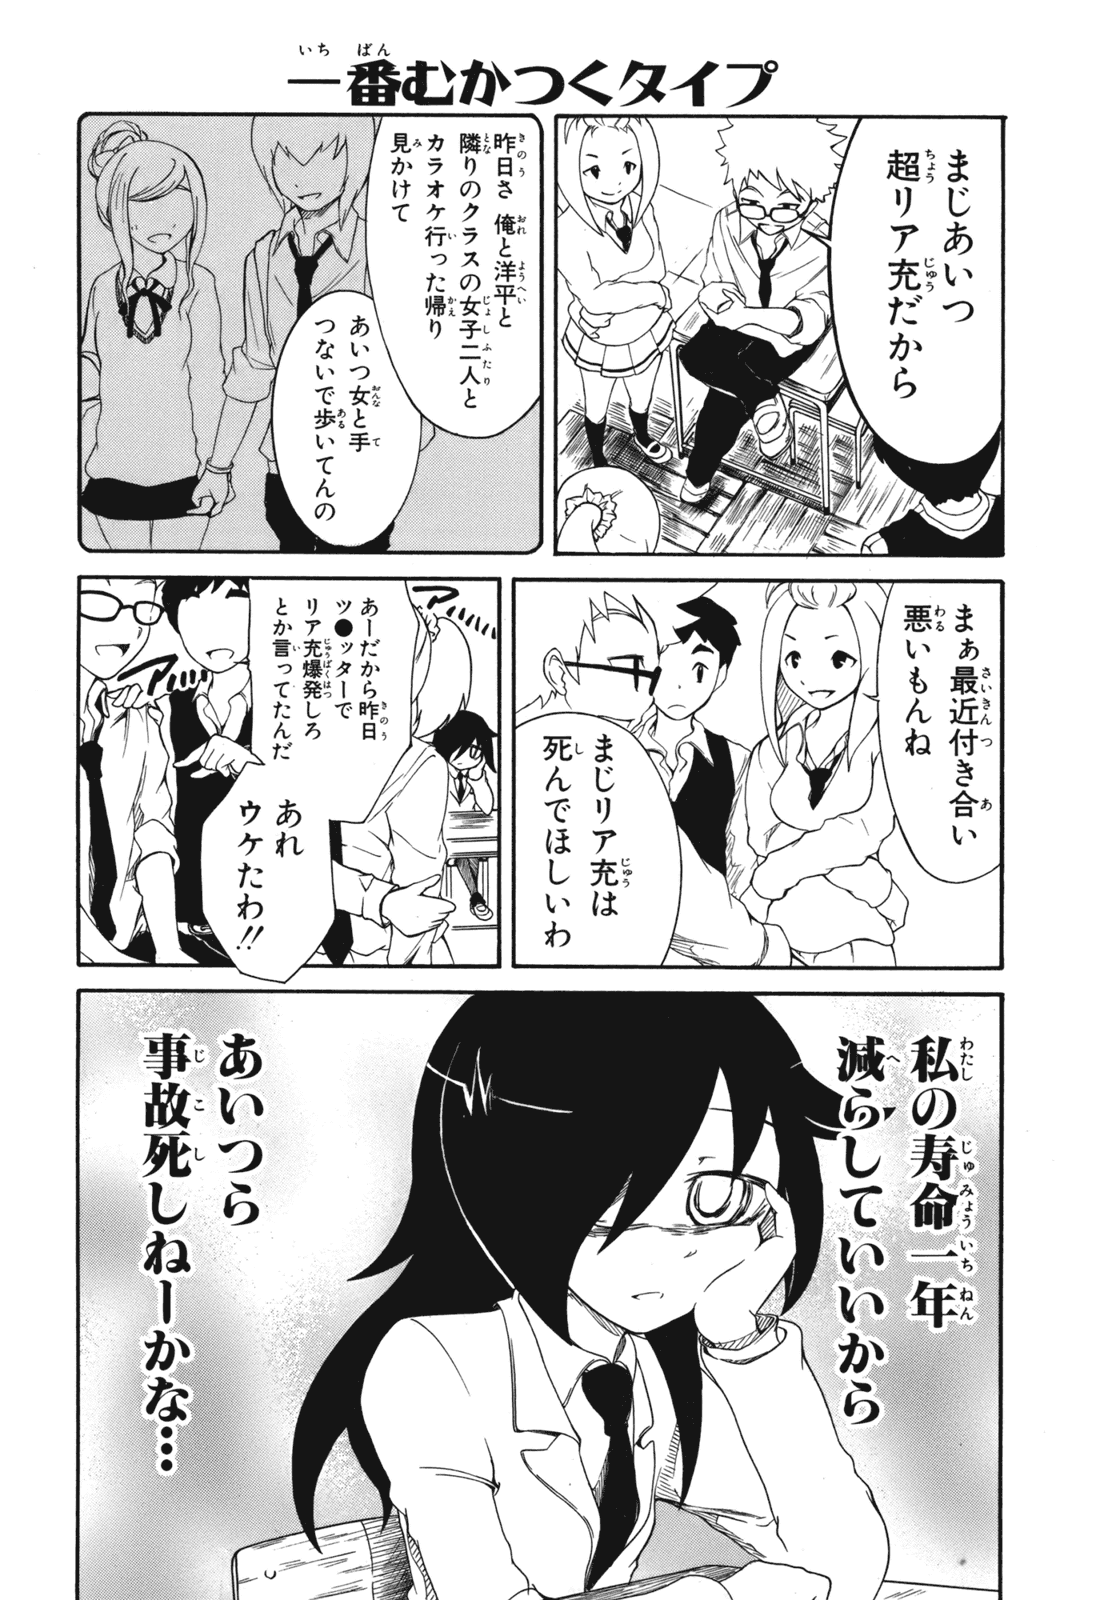 一番むかつくタイプ
まじあいつ
超リア充だから
昨日さ 俺と洋平と
隣りのクラスの女子二人と
カラオケ行った帰り
見かけて
あいつ女と手
つないで歩いてんの
まぁ最近付き合い
悪いもんね
まじリア充は
死んでほしいわ
あーだから昨日
ツ●ッターで
リア充爆発しろ
とか言ってたんだ
あれ
ウケたわ!!
アハハハ
アハハハ
私の寿命一年
減らしていいから
あいつら
事故死しねーかな…